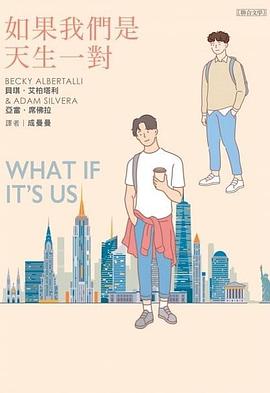 聯合文學
如果我們是
天生一對
BECKY ALBERTALLI
貝琪·艾柏塔利
& ADAM SILVERA
亞當·席佛拉
譯者|成曼曼
WHAT IF
IT'S US